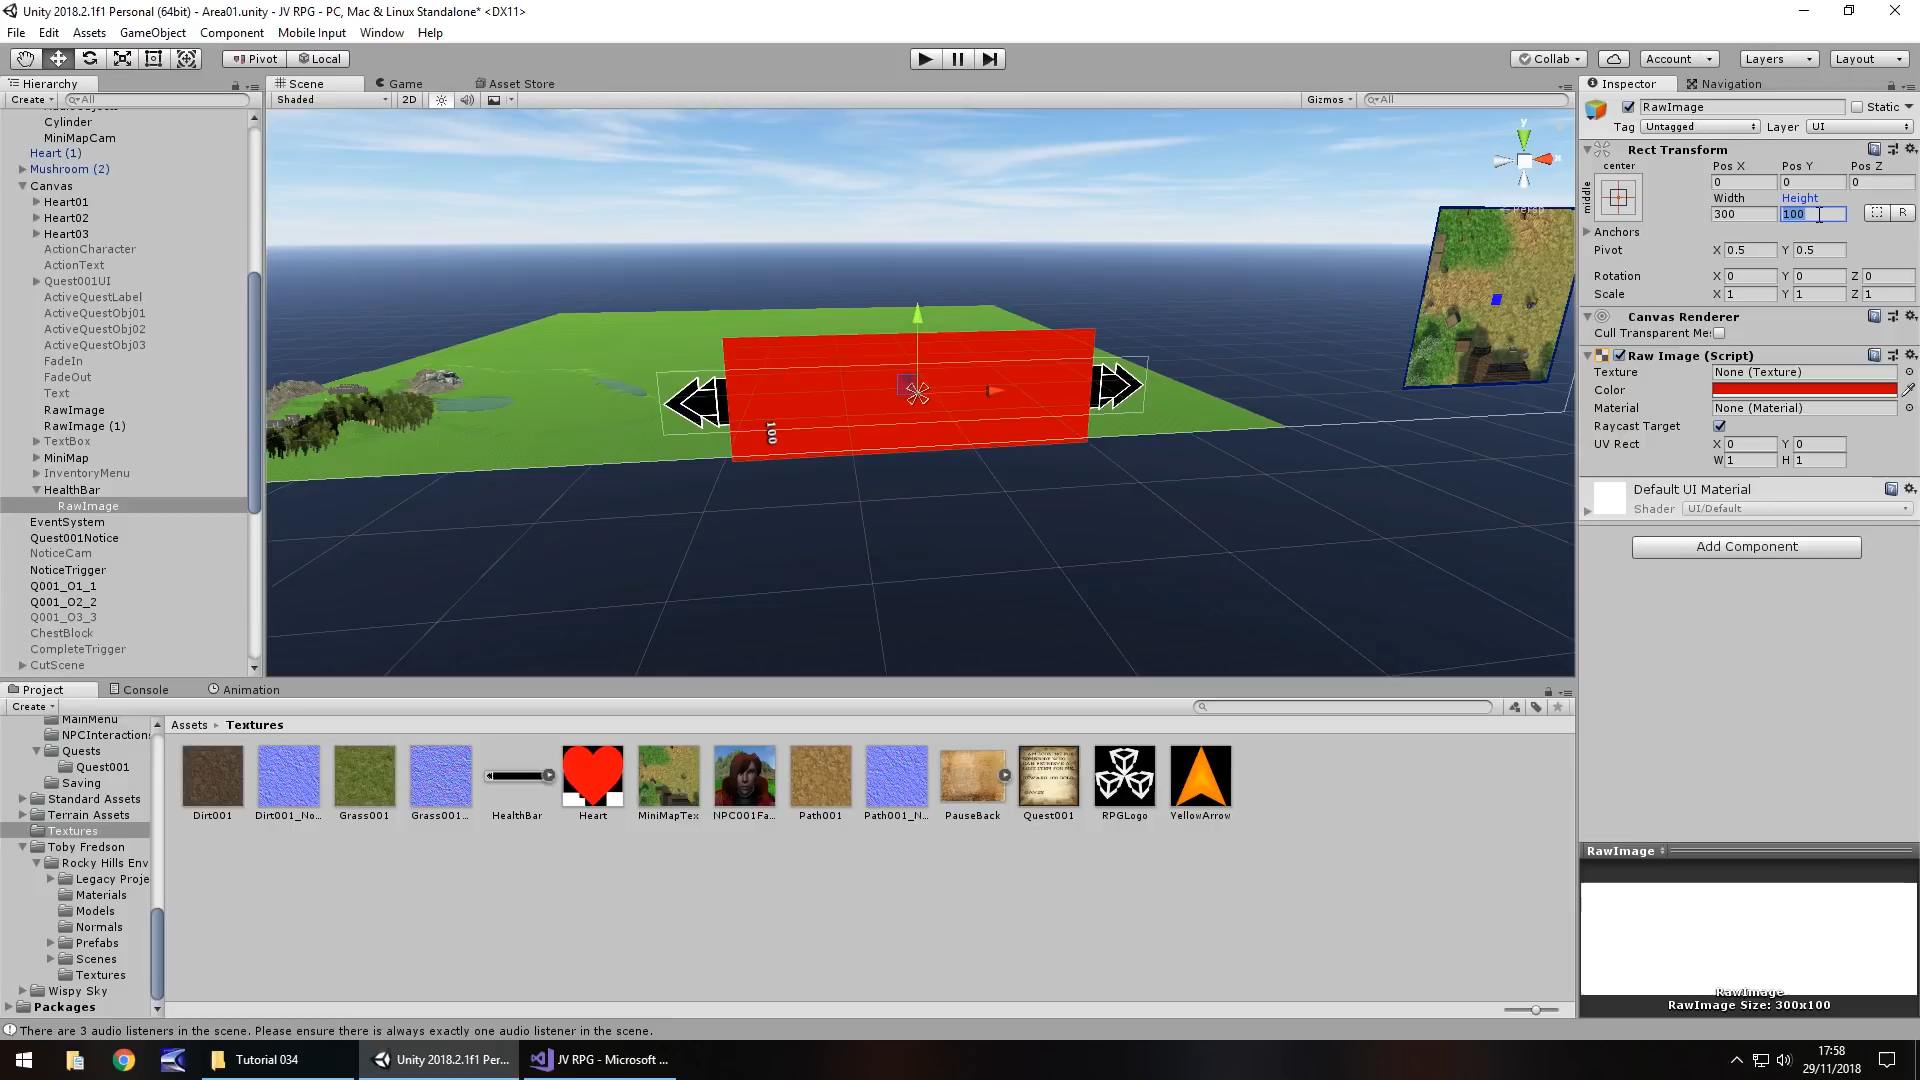 Unity 2018.2.1f1 Personal (64bit) - Area01.unity - JV RPG - PC, Mac & Linux Standalone* <DX11>
File Edit Assets GameObject Component Mobile Input Window Help
Pivot Local Collab Account Layers Layout
Hierarchy
Create All
Cylinder
MiniMapCam
Heart (1)
Mushroom (2)
Canvas
Heart01
Heart02
Heart03
ActionCharacter
ActionText
Quest001UI
ActiveQuestLabel
ActiveQuestObj01
ActiveQuestObj02
ActiveQuestObj03
FadeIn
FadeOut
Text
RawImage
RawImage (1)
TextBox
MiniMap
InventoryMenu
HealthBar
RawImage
EventSystem
Quest001Notice
NoticeCam
NoticeTrigger
Q001_O1_1
Q001_O2_2
Q001_O3_3
ChestBlock
CompleteTrigger
CutScene
Scene Game Asset Store
Shaded 2D Gizmos All
y
x
Persp
100
Inspector Navigation
RawImage Static
Tag Untagged Layer UI
Rect Transform
center
middle
Pos X Pos Y Pos Z
0 0 0
Width Height
300 100 R
Anchors
Pivot X 0.5 Y 0.5
Rotation X 0 Y 0 Z 0
Scale X 1 Y 1 Z 1
Canvas Renderer
Cull Transparent Me:
Raw Image (Script)
Texture None (Texture)
Color
Material None (Material)
Raycast Target
UV Rect X 0 Y 0
W 1 H 1
Default UI Material
Shader UI/Default
Add Component
RawImage
RawImage
RawImage Size: 300x100
Project Console Animation
Create
MainMenu
NPCInteraction
Quests
Quest001
Saving
Standard Assets
Terrain Assets
Textures
Toby Fredson
Rocky Hills Env
Legacy Proje
Materials
Models
Normals
Prefabs
Scenes
Textures
Wispy Sky
Packages
Assets Textures
Dirt001 Dirt001_No... Grass001 Grass001... HealthBar Heart MiniMapTex NPC001Fa... Path001 Path001_N... PauseBack Quest001 RPGLogo YellowArrow
There are 3 audio listeners in the scene. Please ensure there is always exactly one audio listener in the scene.
Tutorial 034 Unity 2018.2.1f1 Per... JV RPG - Microsoft ...
17:58
29/11/2018